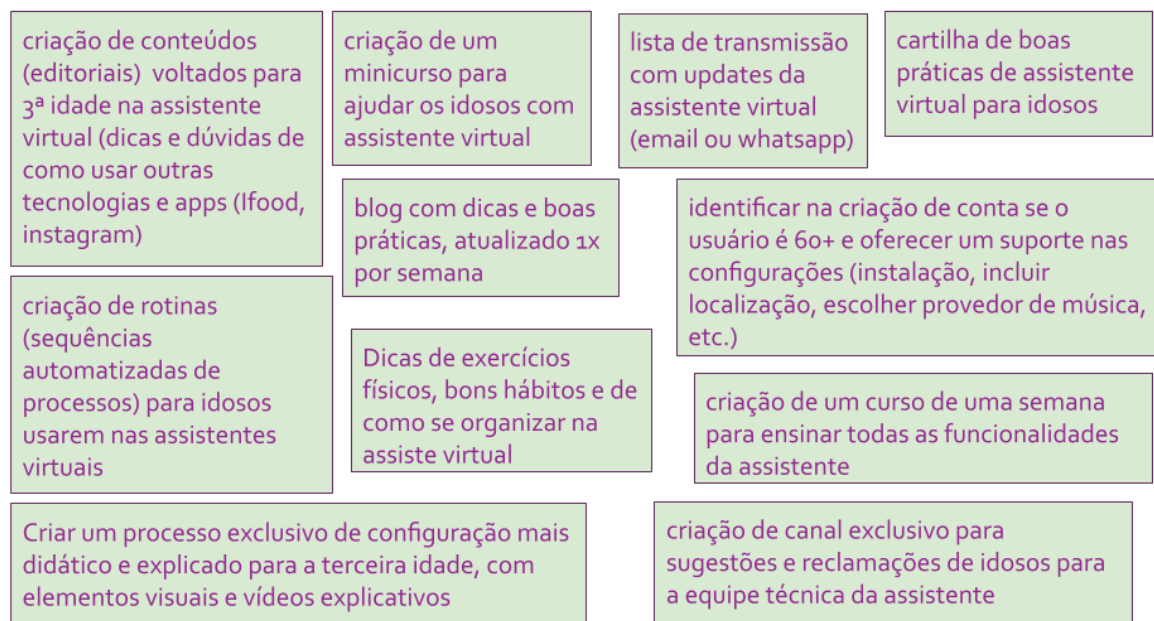 criação de conteúdos
(editoriais)  voltados para
3ª idade na assistente
virtual (dicas e dúvidas de
como usar outras
tecnologias e apps (Ifood,
instagram)
criação de um
minicurso para
ajudar os idosos com
assistente virtual
lista de transmissão
com updates da
assistente virtual
(email ou whatsapp)
cartilha de boas
práticas de assistente
virtual para idosos
blog com dicas e boas
práticas, atualizado 1x
por semana
identificar na criação de conta se o
usuário é 60+ e oferecer um suporte nas
configurações (instalação, incluir
localização, escolher provedor de música,
etc.)
criação de rotinas
(sequências
automatizadas de
processos) para idosos
usarem nas assistentes
virtuais
Dicas de exercícios
físicos, bons hábitos e de
como se organizar na
assiste virtual
criação de um curso de uma semana
para ensinar todas as funcionalidades
da assistente
Criar um processo exclusivo de configuração mais
didático e explicado para a terceira idade, com
elementos visuais e vídeos explicativos
criação de canal exclusivo para
sugestões e reclamações de idosos para
a equipe técnica da assistente